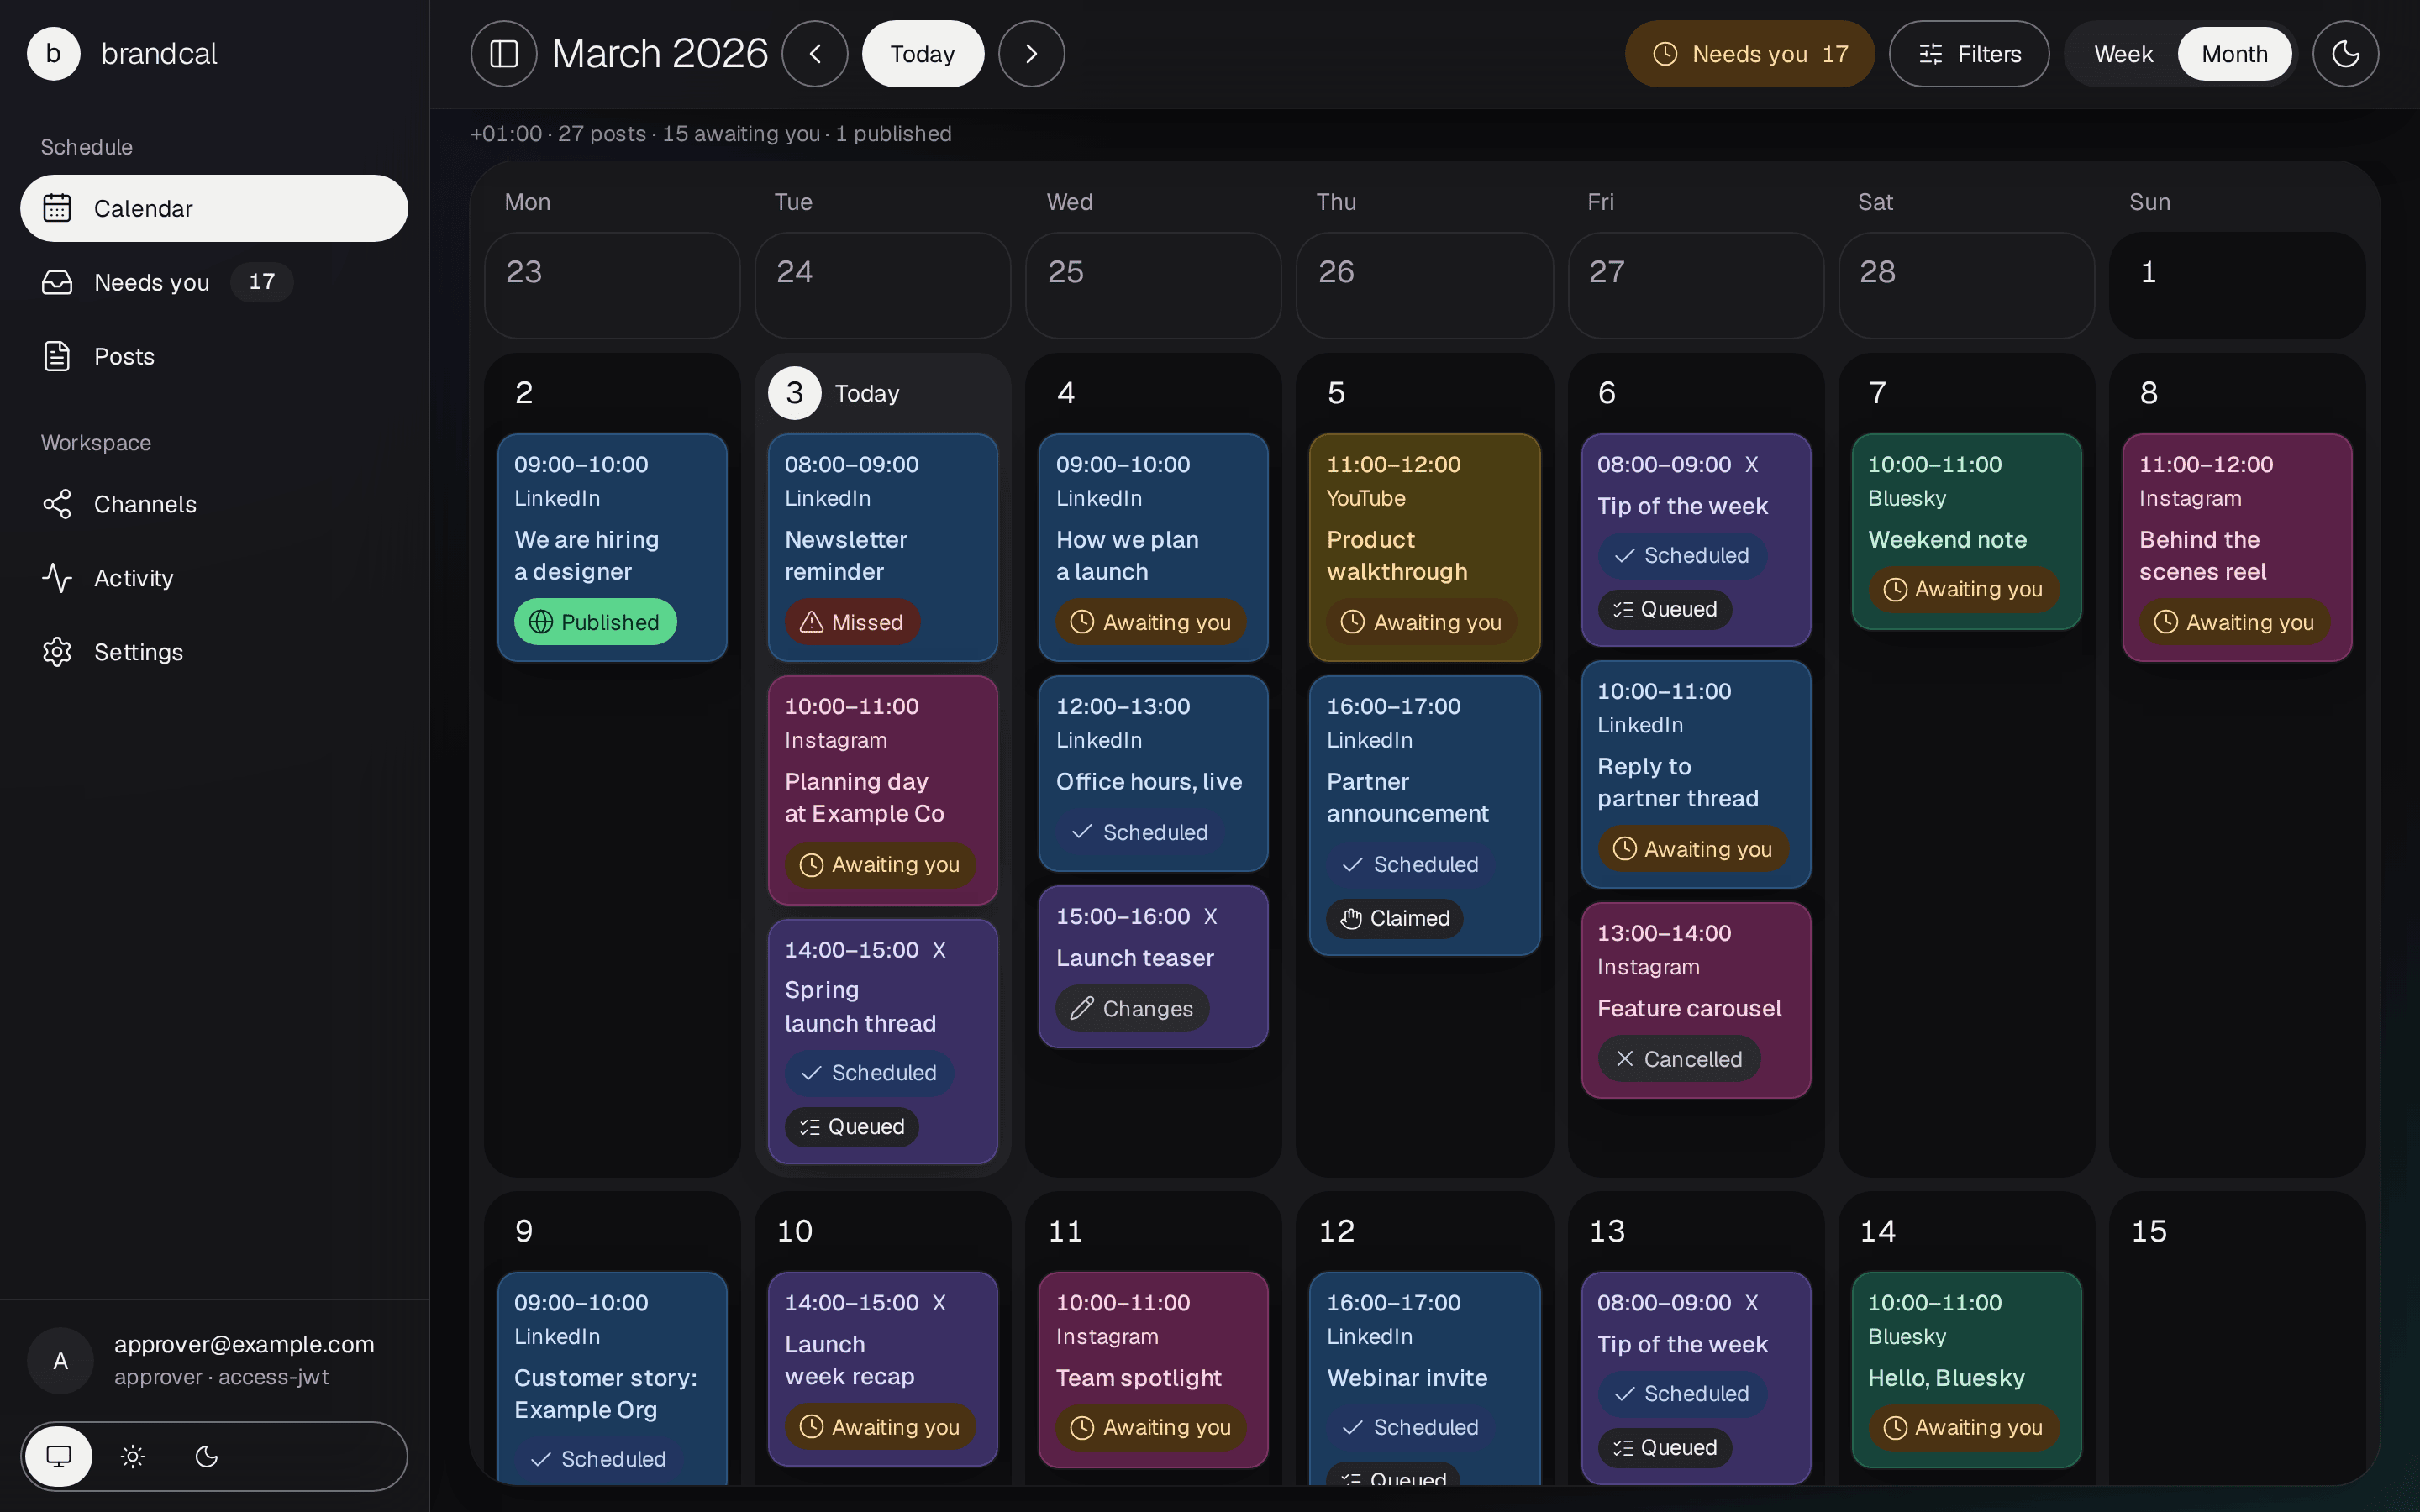 b brandcal
Schedule
Calendar
Needs you 17
Posts
Workspace
Channels
Activity
Settings
A
approver@example.com
approver · access-jwt
March 2026
Today
Needs you 17
Filters
Week
Month
+01:00 · 27 posts · 15 awaiting you · 1 published
Mon Tue Wed Thu Fri Sat Sun
23 24 25 26 27 28 1
2
09:00–10:00
LinkedIn
We are hiring
a designer
Published
3 Today
08:00–09:00
LinkedIn
Newsletter
reminder
Missed
10:00–11:00
Instagram
Planning day
at Example Co
Awaiting you
14:00–15:00 X
Spring
launch thread
Scheduled
Queued
4
09:00–10:00
LinkedIn
How we plan
a launch
Awaiting you
12:00–13:00
LinkedIn
Office hours, live
Scheduled
15:00–16:00 X
Launch teaser
Changes
5
11:00–12:00
YouTube
Product
walkthrough
Awaiting you
16:00–17:00
LinkedIn
Partner
announcement
Scheduled
Claimed
6
08:00–09:00 X
Tip of the week
Scheduled
Queued
10:00–11:00
LinkedIn
Reply to
partner thread
Awaiting you
13:00–14:00
Instagram
Feature carousel
Cancelled
7
10:00–11:00
Bluesky
Weekend note
Awaiting you
8
11:00–12:00
Instagram
Behind the
scenes reel
Awaiting you
9
09:00–10:00
LinkedIn
Customer story:
Example Org
Scheduled
10
14:00–15:00 X
Launch
week recap
Awaiting you
11
10:00–11:00
Instagram
Team spotlight
Awaiting you
12
16:00–17:00
LinkedIn
Webinar invite
Scheduled
Queued
13
08:00–09:00 X
Tip of the week
Scheduled
Queued
14
10:00–11:00
Bluesky
Hello, Bluesky
Awaiting you
15